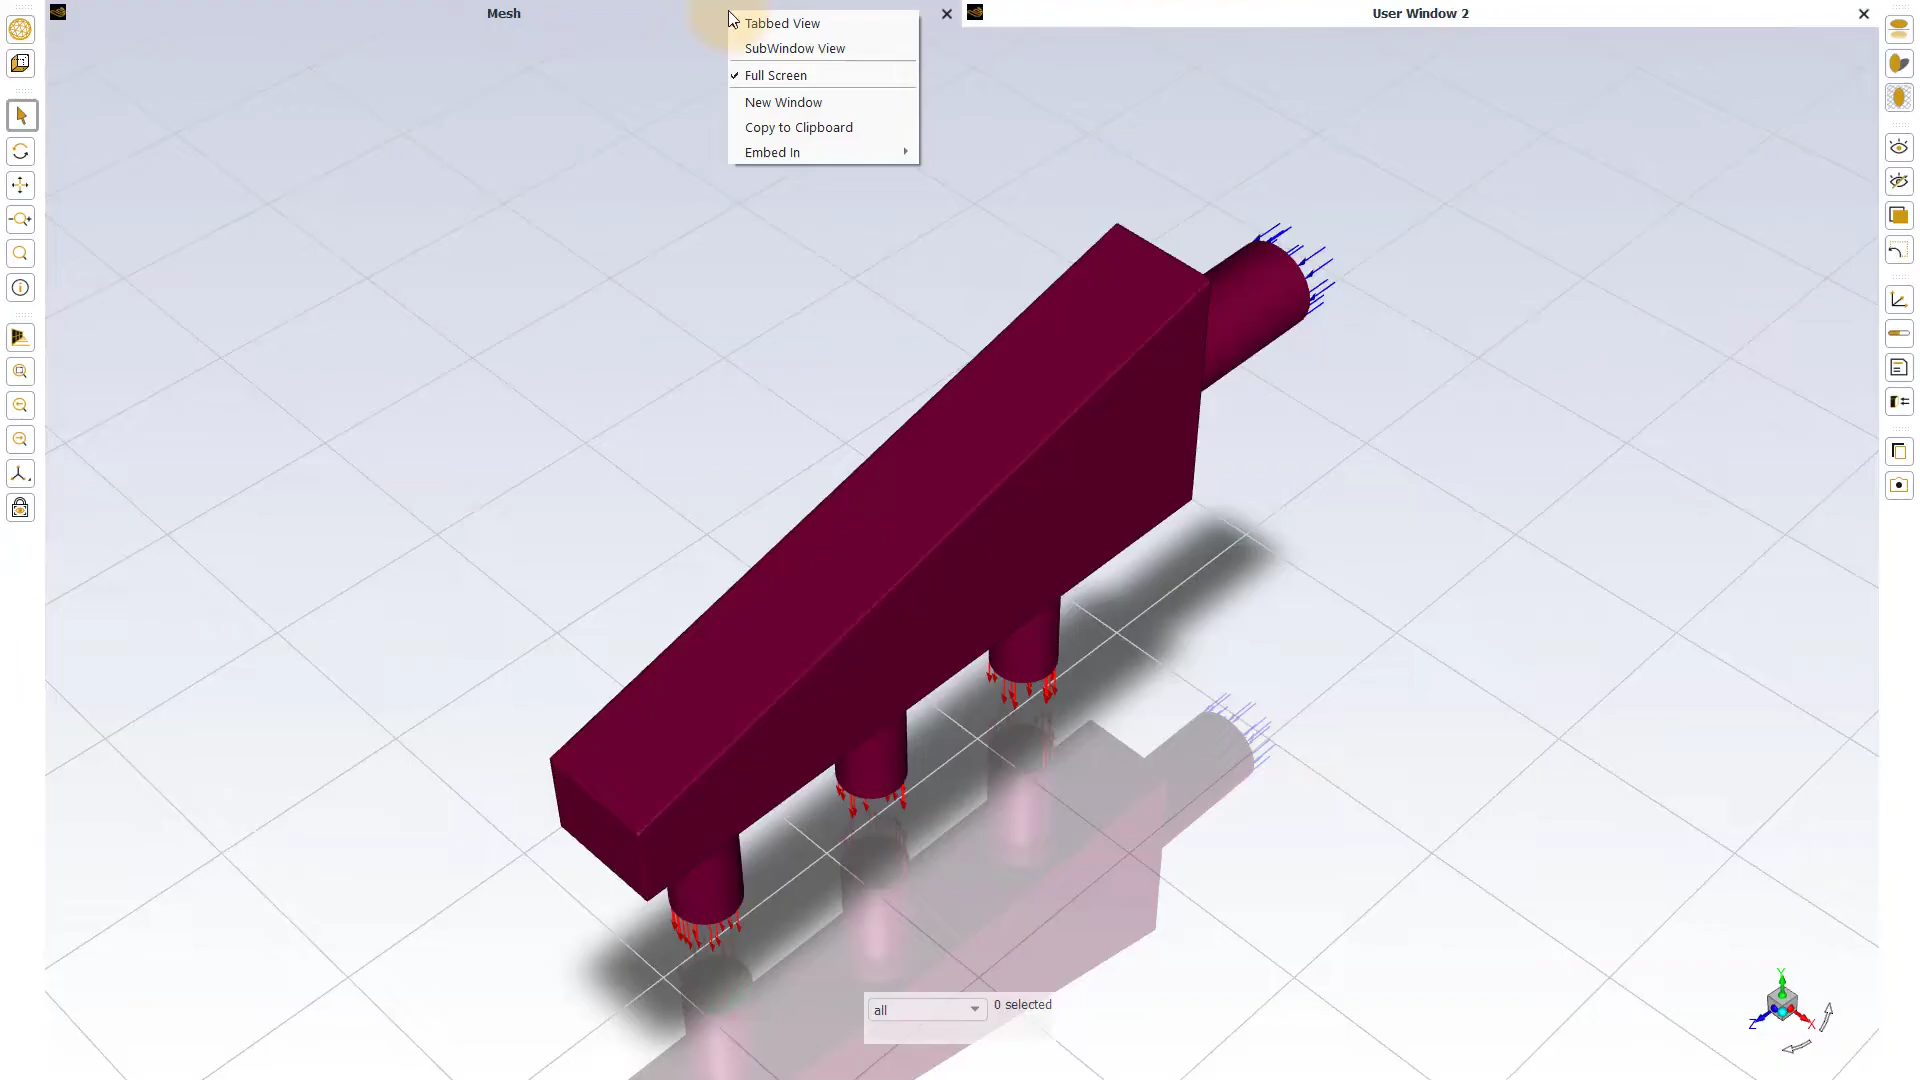 Mesh
User Window 2
Tabbed View
SubWindow View
Full Screen
New Window
Copy to Clipboard
Embed In
all
0 selected
Y
Z
X